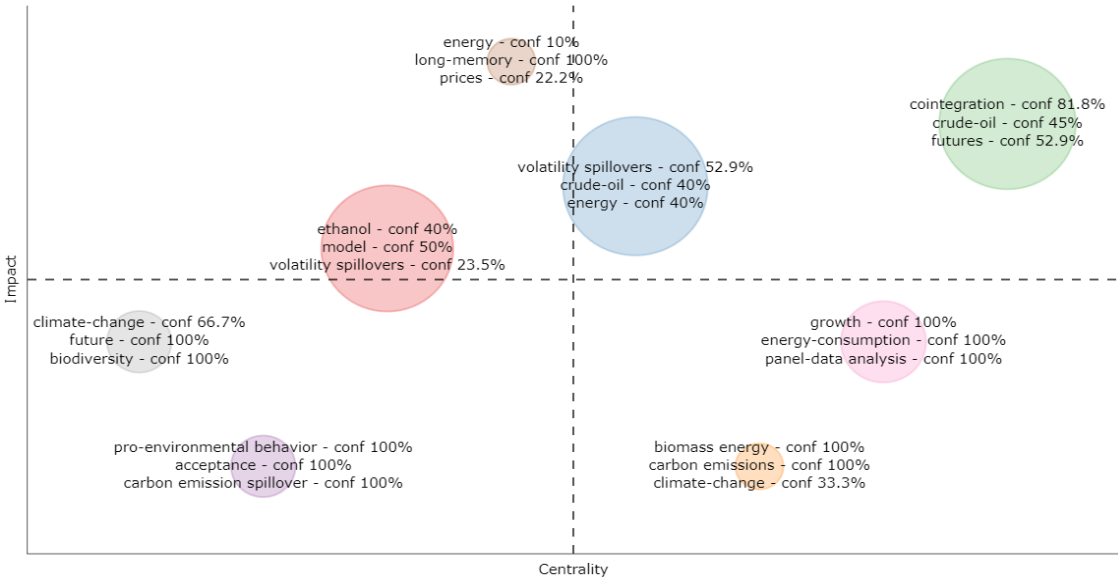 energy - conf 10%
long-memory - conf 100%
prices - conf 22.2%
cointegration - conf 81.8%
crude-oil - conf 45%
futures - conf 52.9%
volatility spillovers - conf 52.9%
crude-oil - conf 40%
energy - conf 40%
ethanol - conf 40%
model - conf 50%
volatility spillovers - conf 23.5%
Impact
climate-change - conf 66.7%
future - conf 100%
biodiversity - conf 100%
growth - conf 100%
energy-consumption - conf 100%
panel-data analysis - conf 100%
pro-environmental behavior - conf 100%
acceptance - conf 100%
carbon emission spillover - conf 100%
biomass energy - conf 100%
carbon emissions - conf 100%
climate-change - conf 33.3%
Centrality